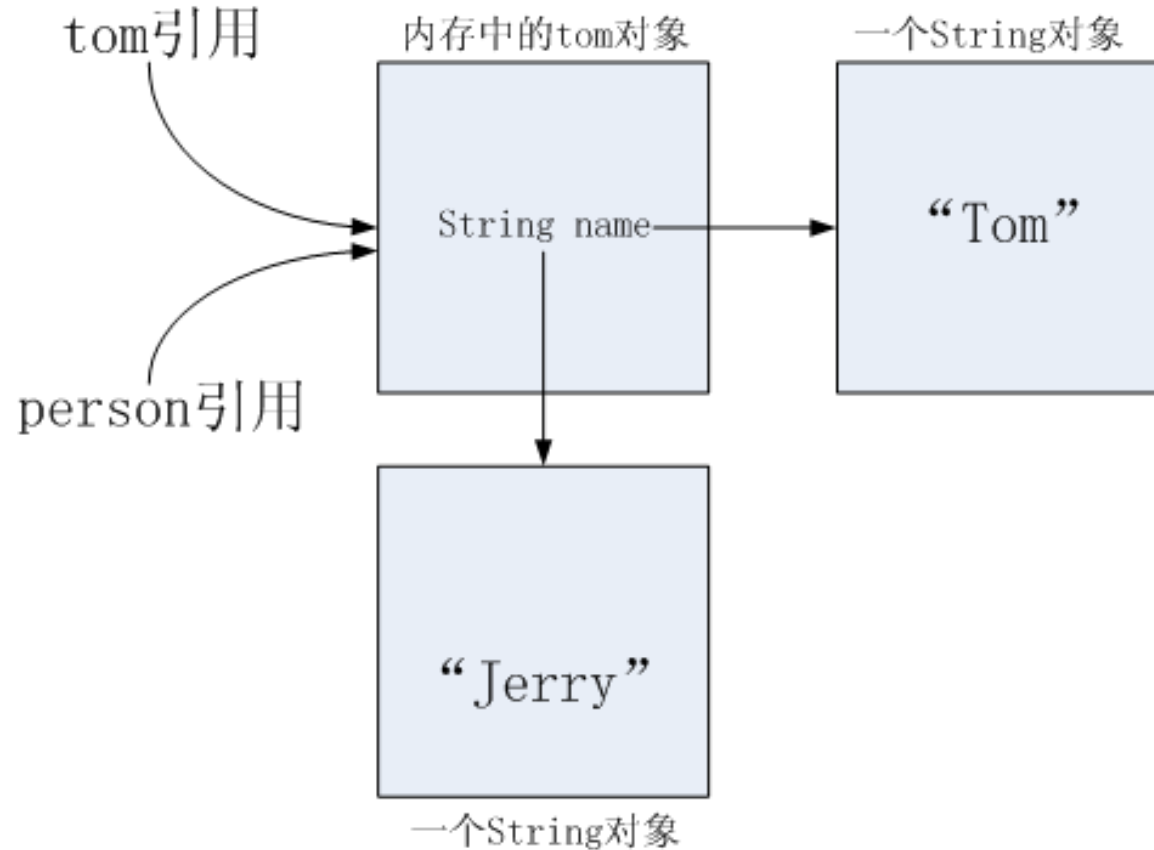 tom引用
内存中的tom对象
一个String对象
String name
“Tom”
person引用
“Jerry”
一个String对象